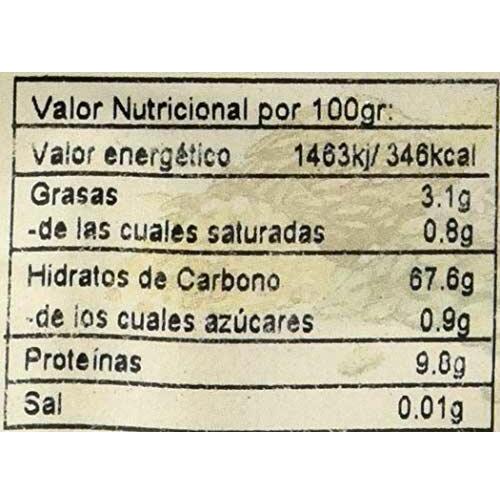 Valor Nutricional por 100gr:
Valor energético 1463kj/ 346kcal
Grasas 3.1g
-de las cuales saturadas 0.8g
Hidratos de Carbono 67.6g
-de los cuales azúcares 0.9g
Proteínas 9.8g
Sal 0.01g